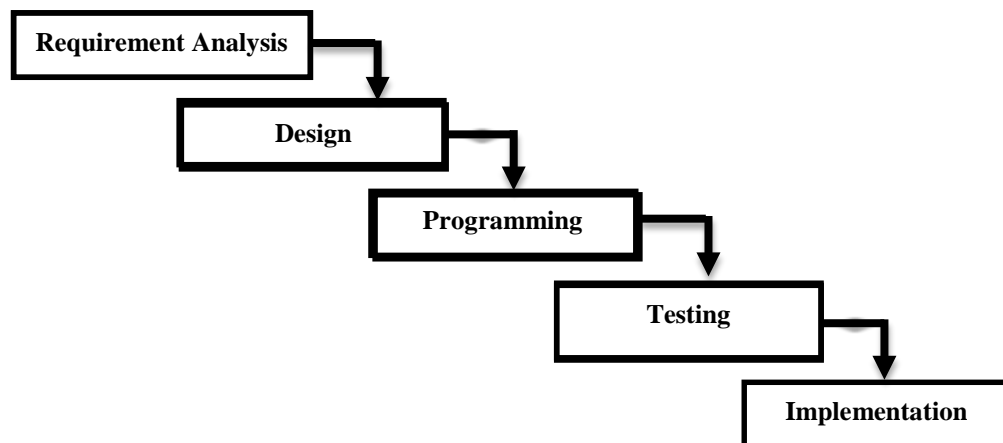 Requirement Analysis
Design
Programming
Testing
Implementation